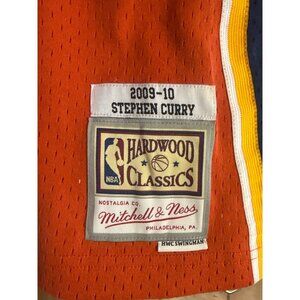 2009-10
STEPHEN CURRY
NBA
HARDWOOD
CLASSICS
NOSTALGIA CO.
Mitchell & Ness
PHILADELPHIA, PA.
HWC SWINGMAN